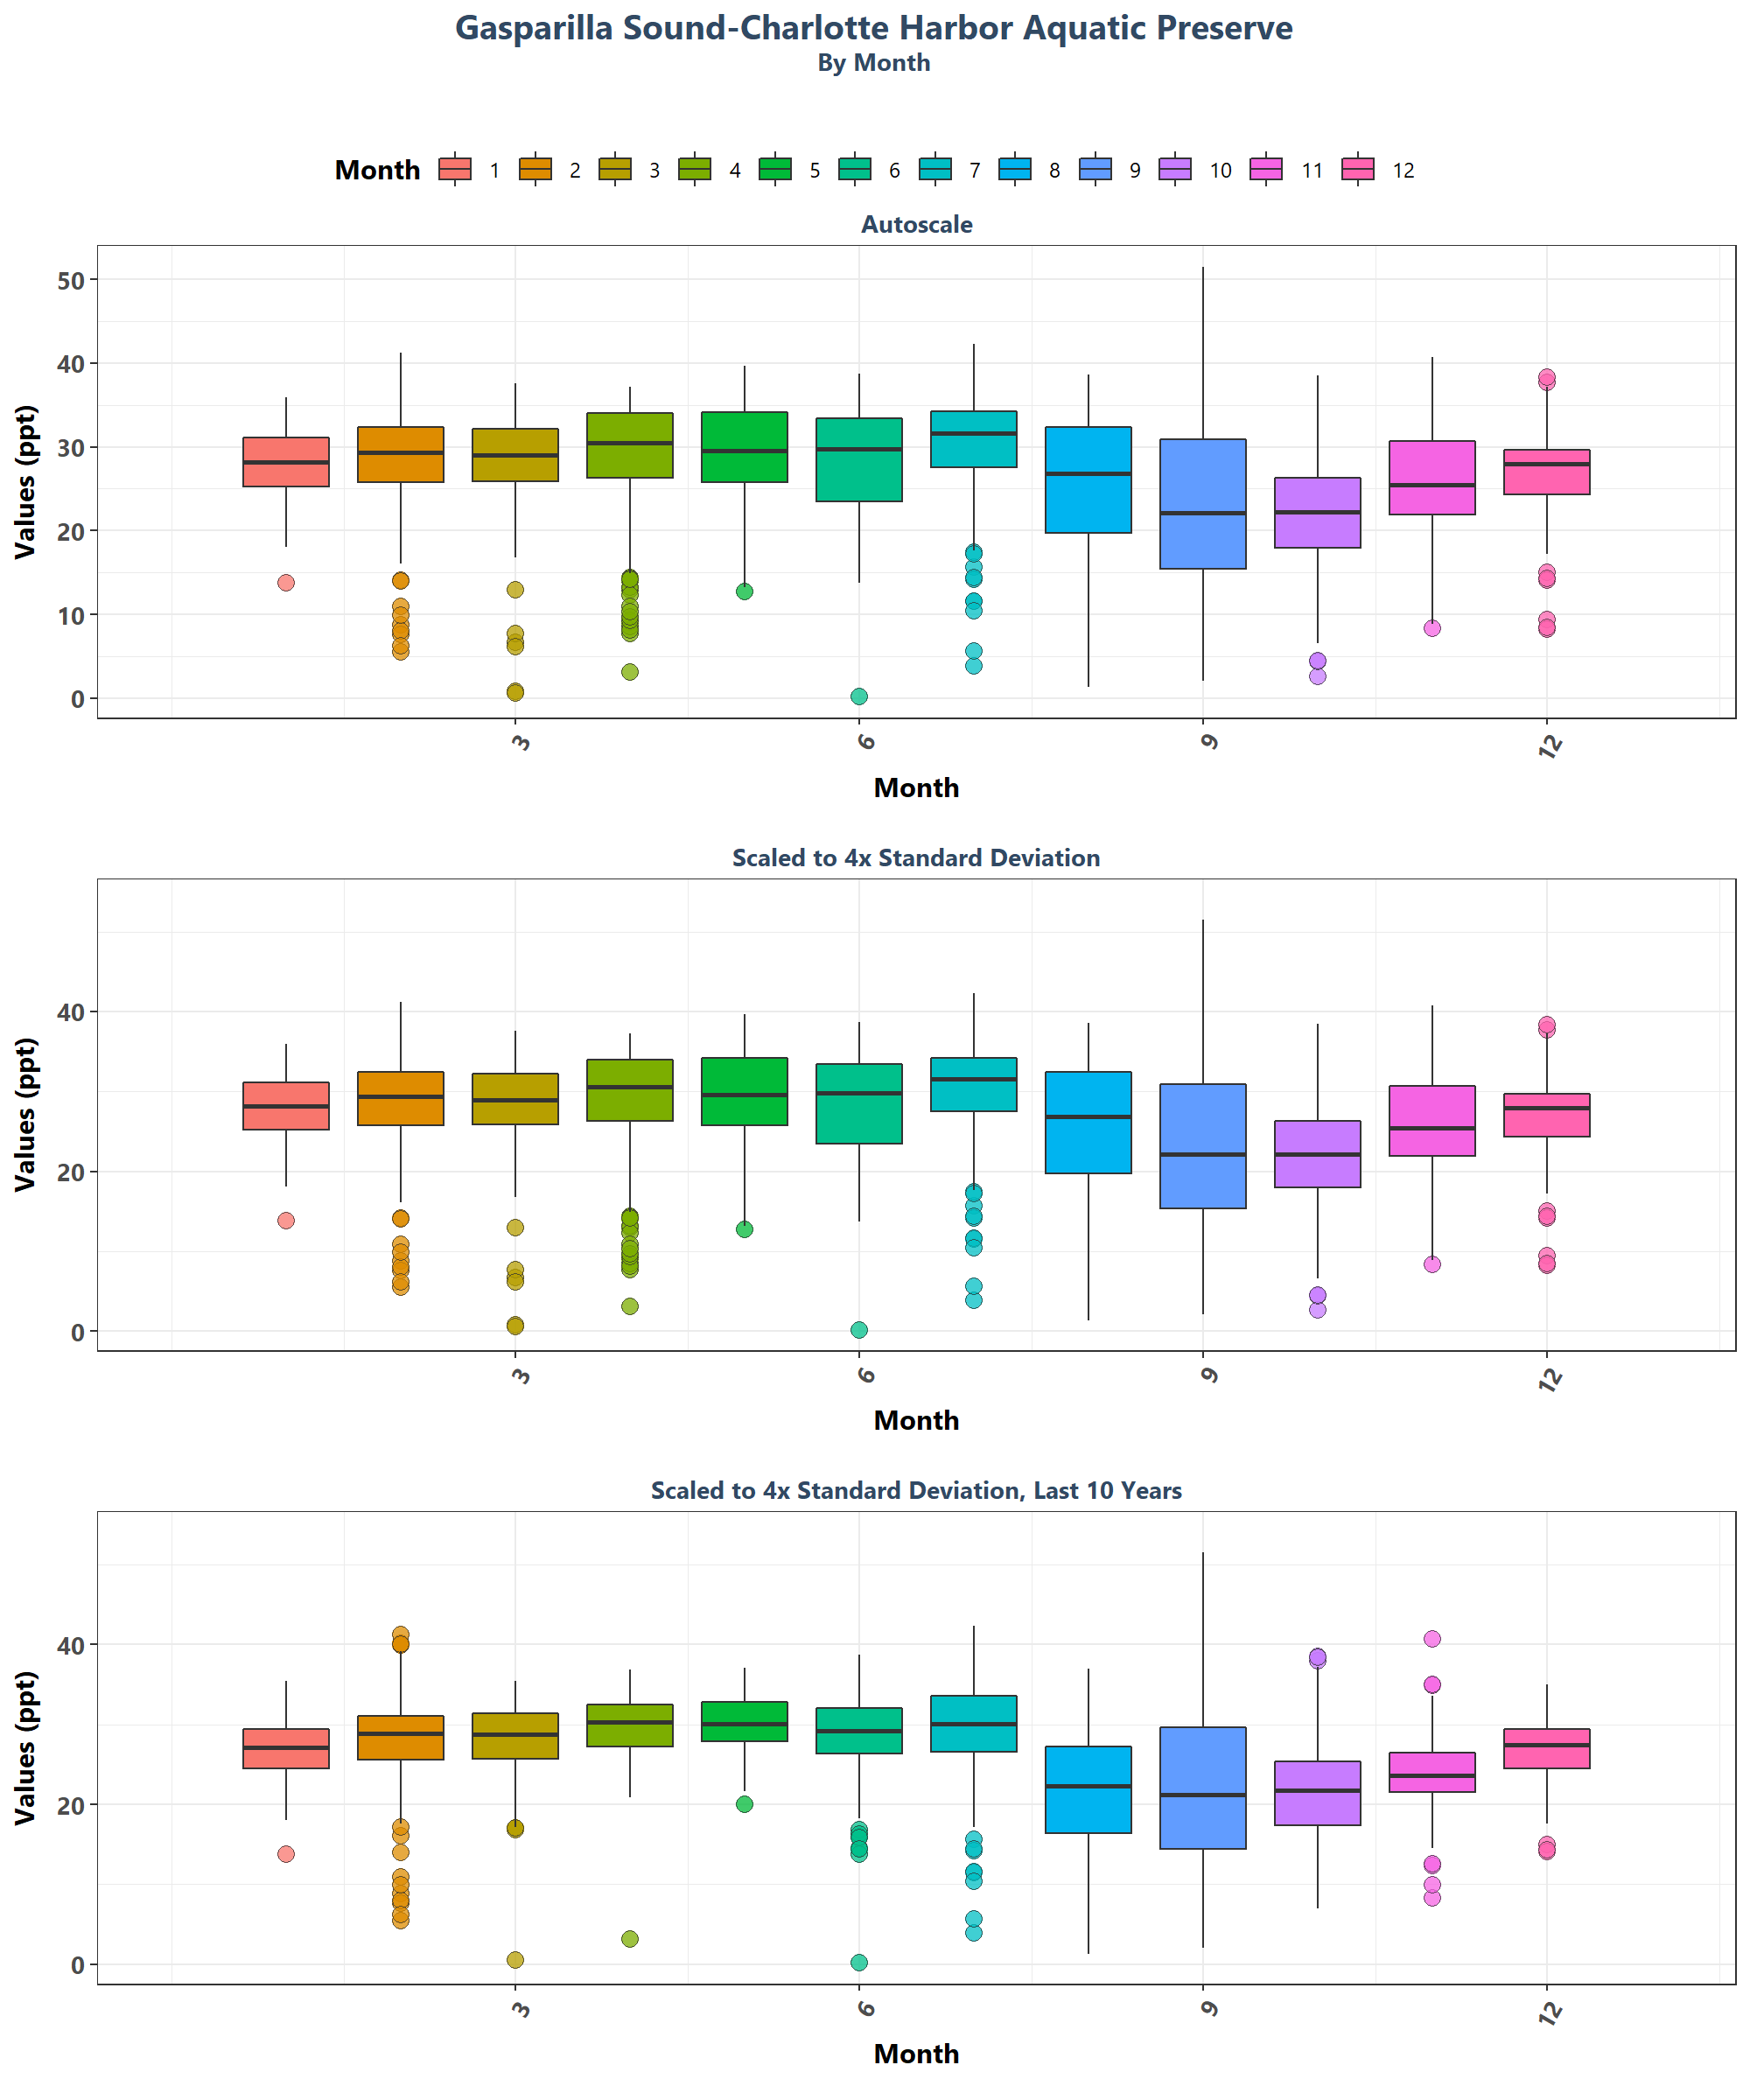 Gasparilla Sound-Charlotte Harbor Aquatic Preserve
By Month
Month 1 2 3 4 5 6 7 8 9 10 11 12
Autoscale
Values (ppt)
50
40
30
20
10
0
3 6 9 12
Month
Scaled to 4x Standard Deviation
Values (ppt)
40
20
0
3 6 9 12
Month
Scaled to 4x Standard Deviation, Last 10 Years
Values (ppt)
40
20
0
3 6 9 12
Month